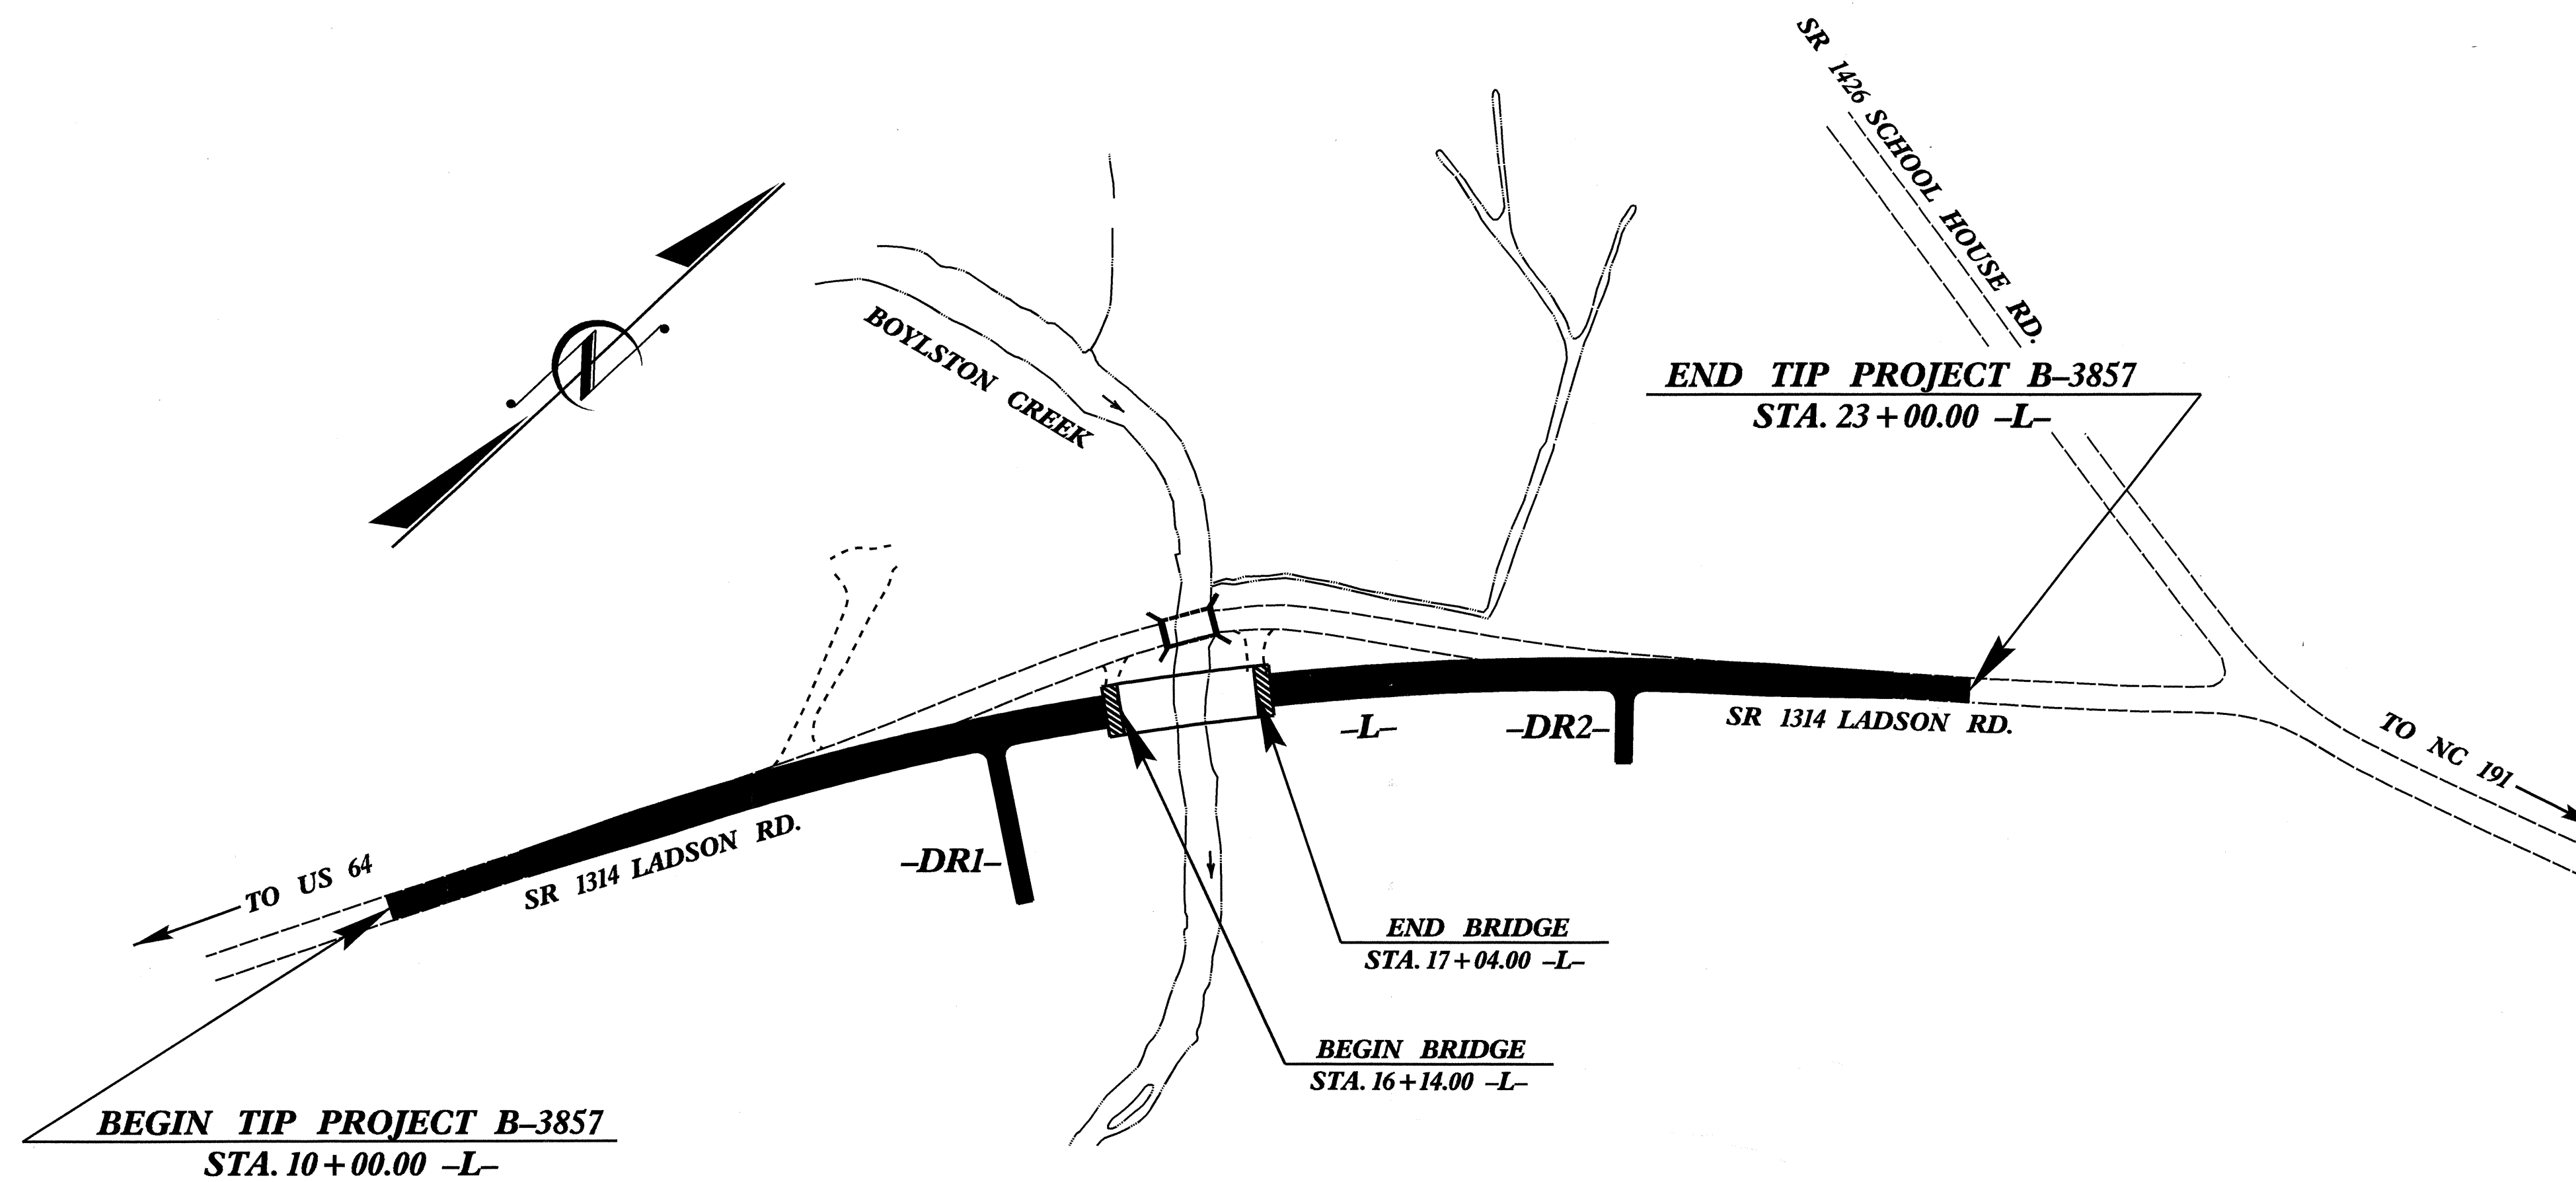 SR 1426 SCHOOL HOUSE RD.
N
BOYLSTON CREEK
END TIP PROJECT B–3857
STA. 23+00.00 –L–
–L–
–DR2–
SR 1314 LADSON RD.
TO NC 191
SR 1314 LADSON RD.
–DR1–
TO US 64
END BRIDGE
STA. 17+04.00 –L–
BEGIN BRIDGE
STA. 16+14.00 –L–
BEGIN TIP PROJECT B–3857
STA. 10+00.00 –L–